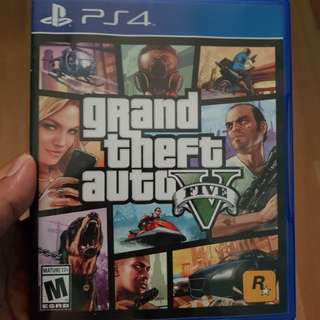 PS4
grand
theft
auto
V
FIVE
MATURE 17+
M
ESRB
R